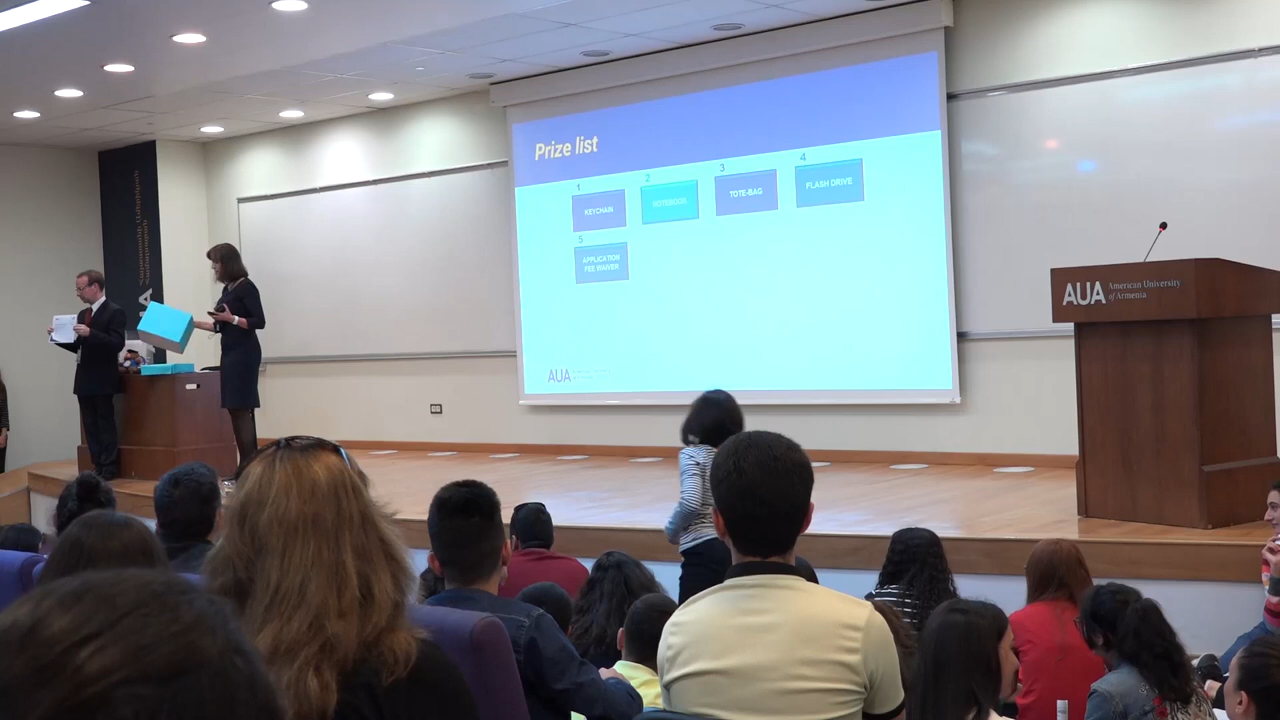 Prize list
1
KEYCHAIN
2
NOTEBOOK
3
TOTE-BAG
4
FLASH DRIVE
5
APPLICATION
FEE WAIVER
AUA
AUA American University
of Armenia